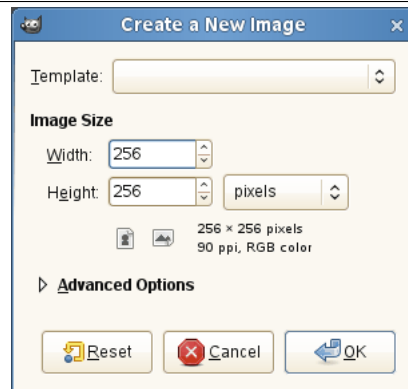 Create a New Image
Template:
Image Size
Width: 256
Height: 256 pixels
256 × 256 pixels
90 ppi, RGB color
Advanced Options
Reset Cancel OK